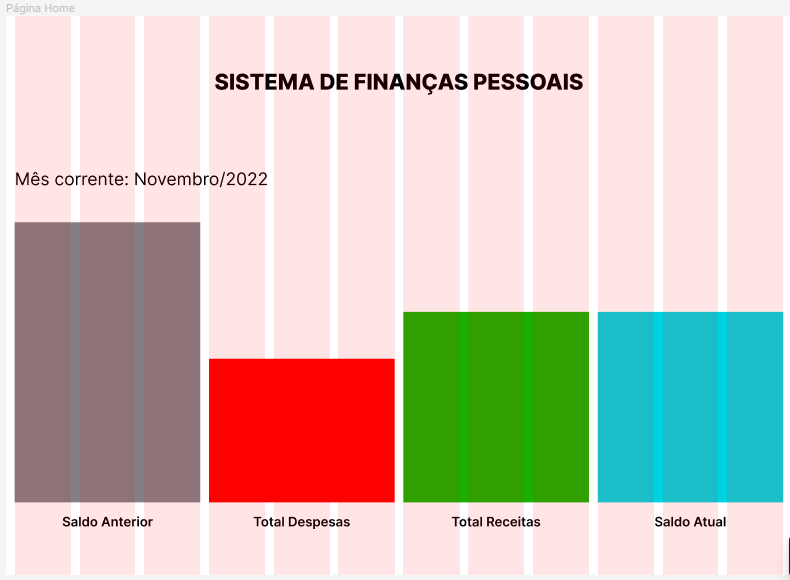 Página Home
SISTEMA DE FINANÇAS PESSOAIS
Mês corrente: Novembro/2022
Saldo Anterior
Total Despesas
Total Receitas
Saldo Atual